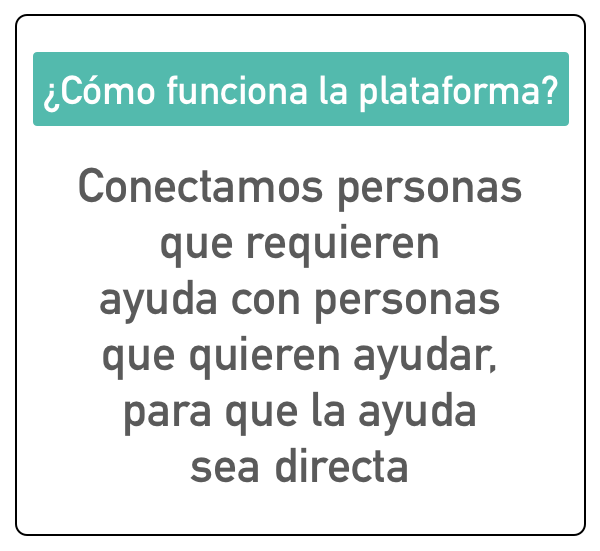 ¿Cómo funciona la plataforma?
Conectamos personas
que requieren
ayuda con personas
que quieren ayudar,
para que la ayuda
sea directa